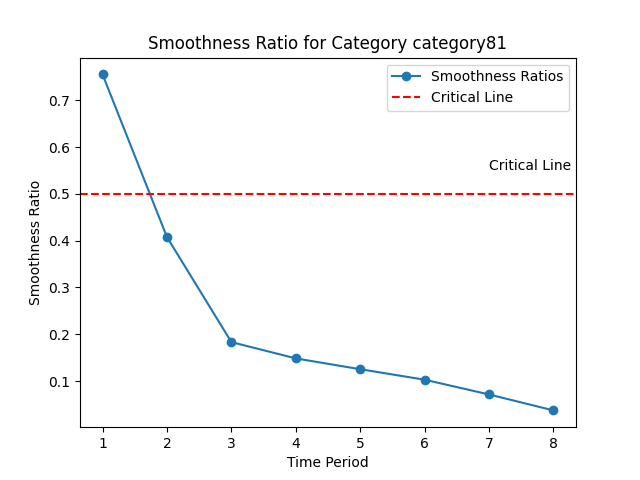 Smoothness Ratio for Category category81
Smoothness Ratios
Critical Line
Critical Line
Smoothness Ratio
0.7
0.6
0.5
0.4
0.3
0.2
0.1
1 2 3 4 5 6 7 8
Time Period